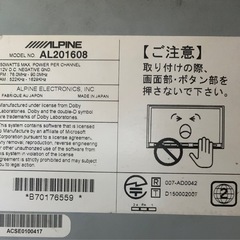 ALPINE
MODEL NO. AL201608
50WATTS MAX. POWER PER CHANNEL
12V D.C. NEGATIVE GND
FM 76.0MHz - 90.0MHz
AM 522kHz - 1629kHz
ALPINE ELECTRONICS, INC
FABRIQUE AU JAPON MADE IN JAPAN
Manufactured under license from Dolby
Laboratories. Dolby and the double-D symbol
are trademarks of Dolby Laboratories.
*B70176559*
ACSE0100417
ご注意
取り付けの際、
画面部・ボタン部を
押さないで下さい。
R 007-AD0042
T D150002007